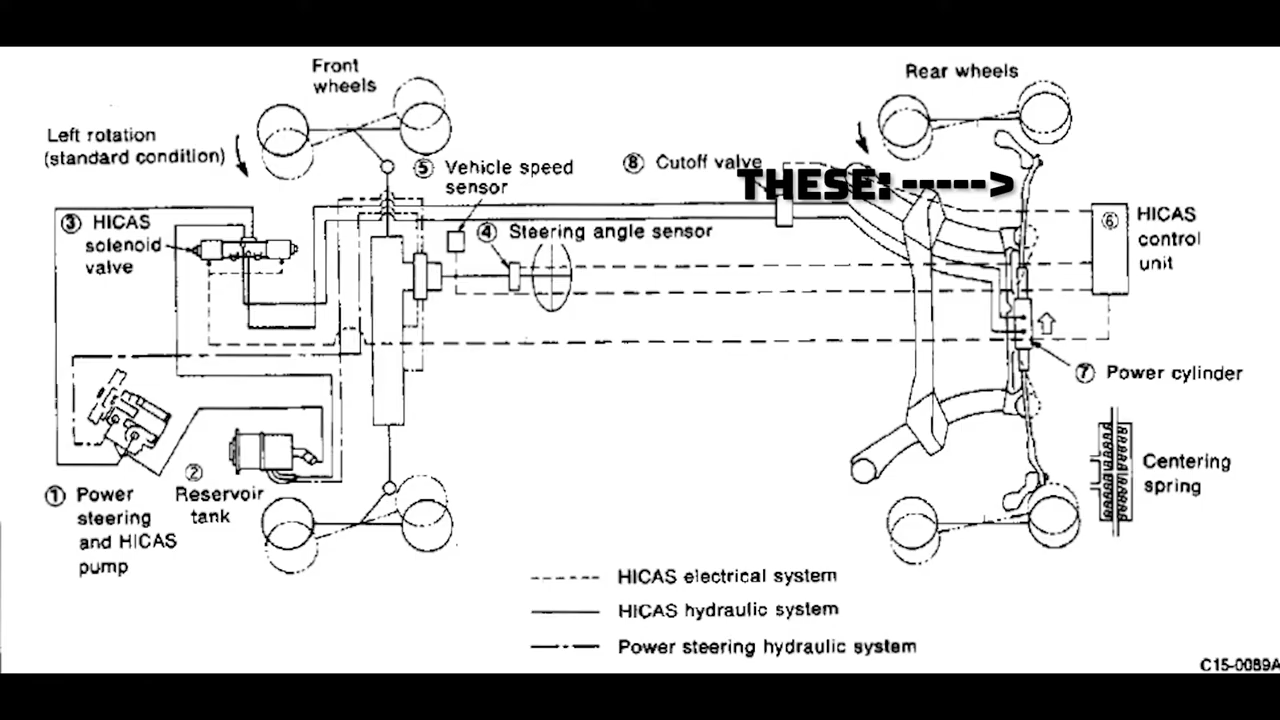 Front
wheels
Rear wheels
Left rotation
(standard condition)
⑤ Vehicle speed
sensor
⑧ Cutoff valve
THESE: ----->
③ HICAS
solenoid
valve
④ Steering angle sensor
⑥ HICAS
control
unit
⑦ Power cylinder
Centering
spring
① Power
steering
and HICAS
pump
② Reservoir
tank
HICAS electrical system
HICAS hydraulic system
Power steering hydraulic system
C15-0089A